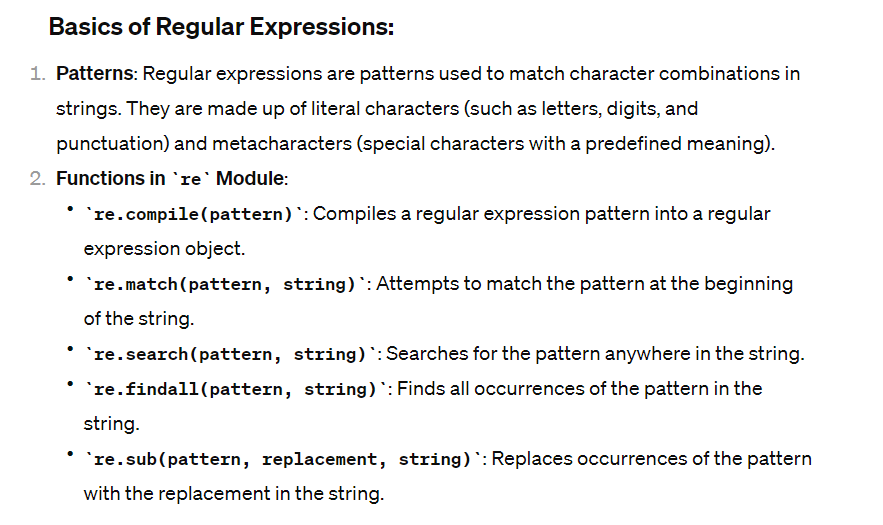 Basics of Regular Expressions:
1. Patterns: Regular expressions are patterns used to match character combinations in
strings. They are made up of literal characters (such as letters, digits, and
punctuation) and metacharacters (special characters with a predefined meaning).
2. Functions in `re` Module:
• `re.compile(pattern)`: Compiles a regular expression pattern into a regular
expression object.
• `re.match(pattern, string)`: Attempts to match the pattern at the beginning
of the string.
• `re.search(pattern, string)`: Searches for the pattern anywhere in the string.
• `re.findall(pattern, string)`: Finds all occurrences of the pattern in the
string.
• `re.sub(pattern, replacement, string)`: Replaces occurrences of the pattern
with the replacement in the string.